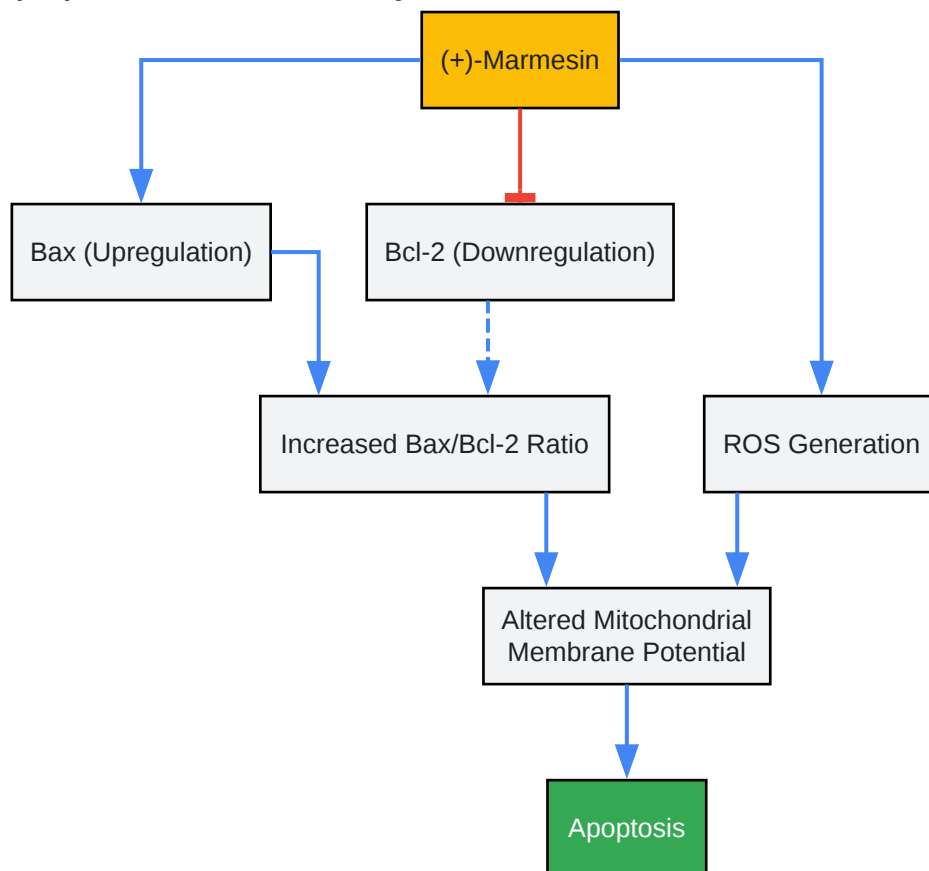 (+)-Marmesin
Bax (Upregulation)
Bcl-2 (Downregulation)
Increased Bax/Bcl-2 Ratio
ROS Generation
Altered Mitochondrial
Membrane Potential
Apoptosis